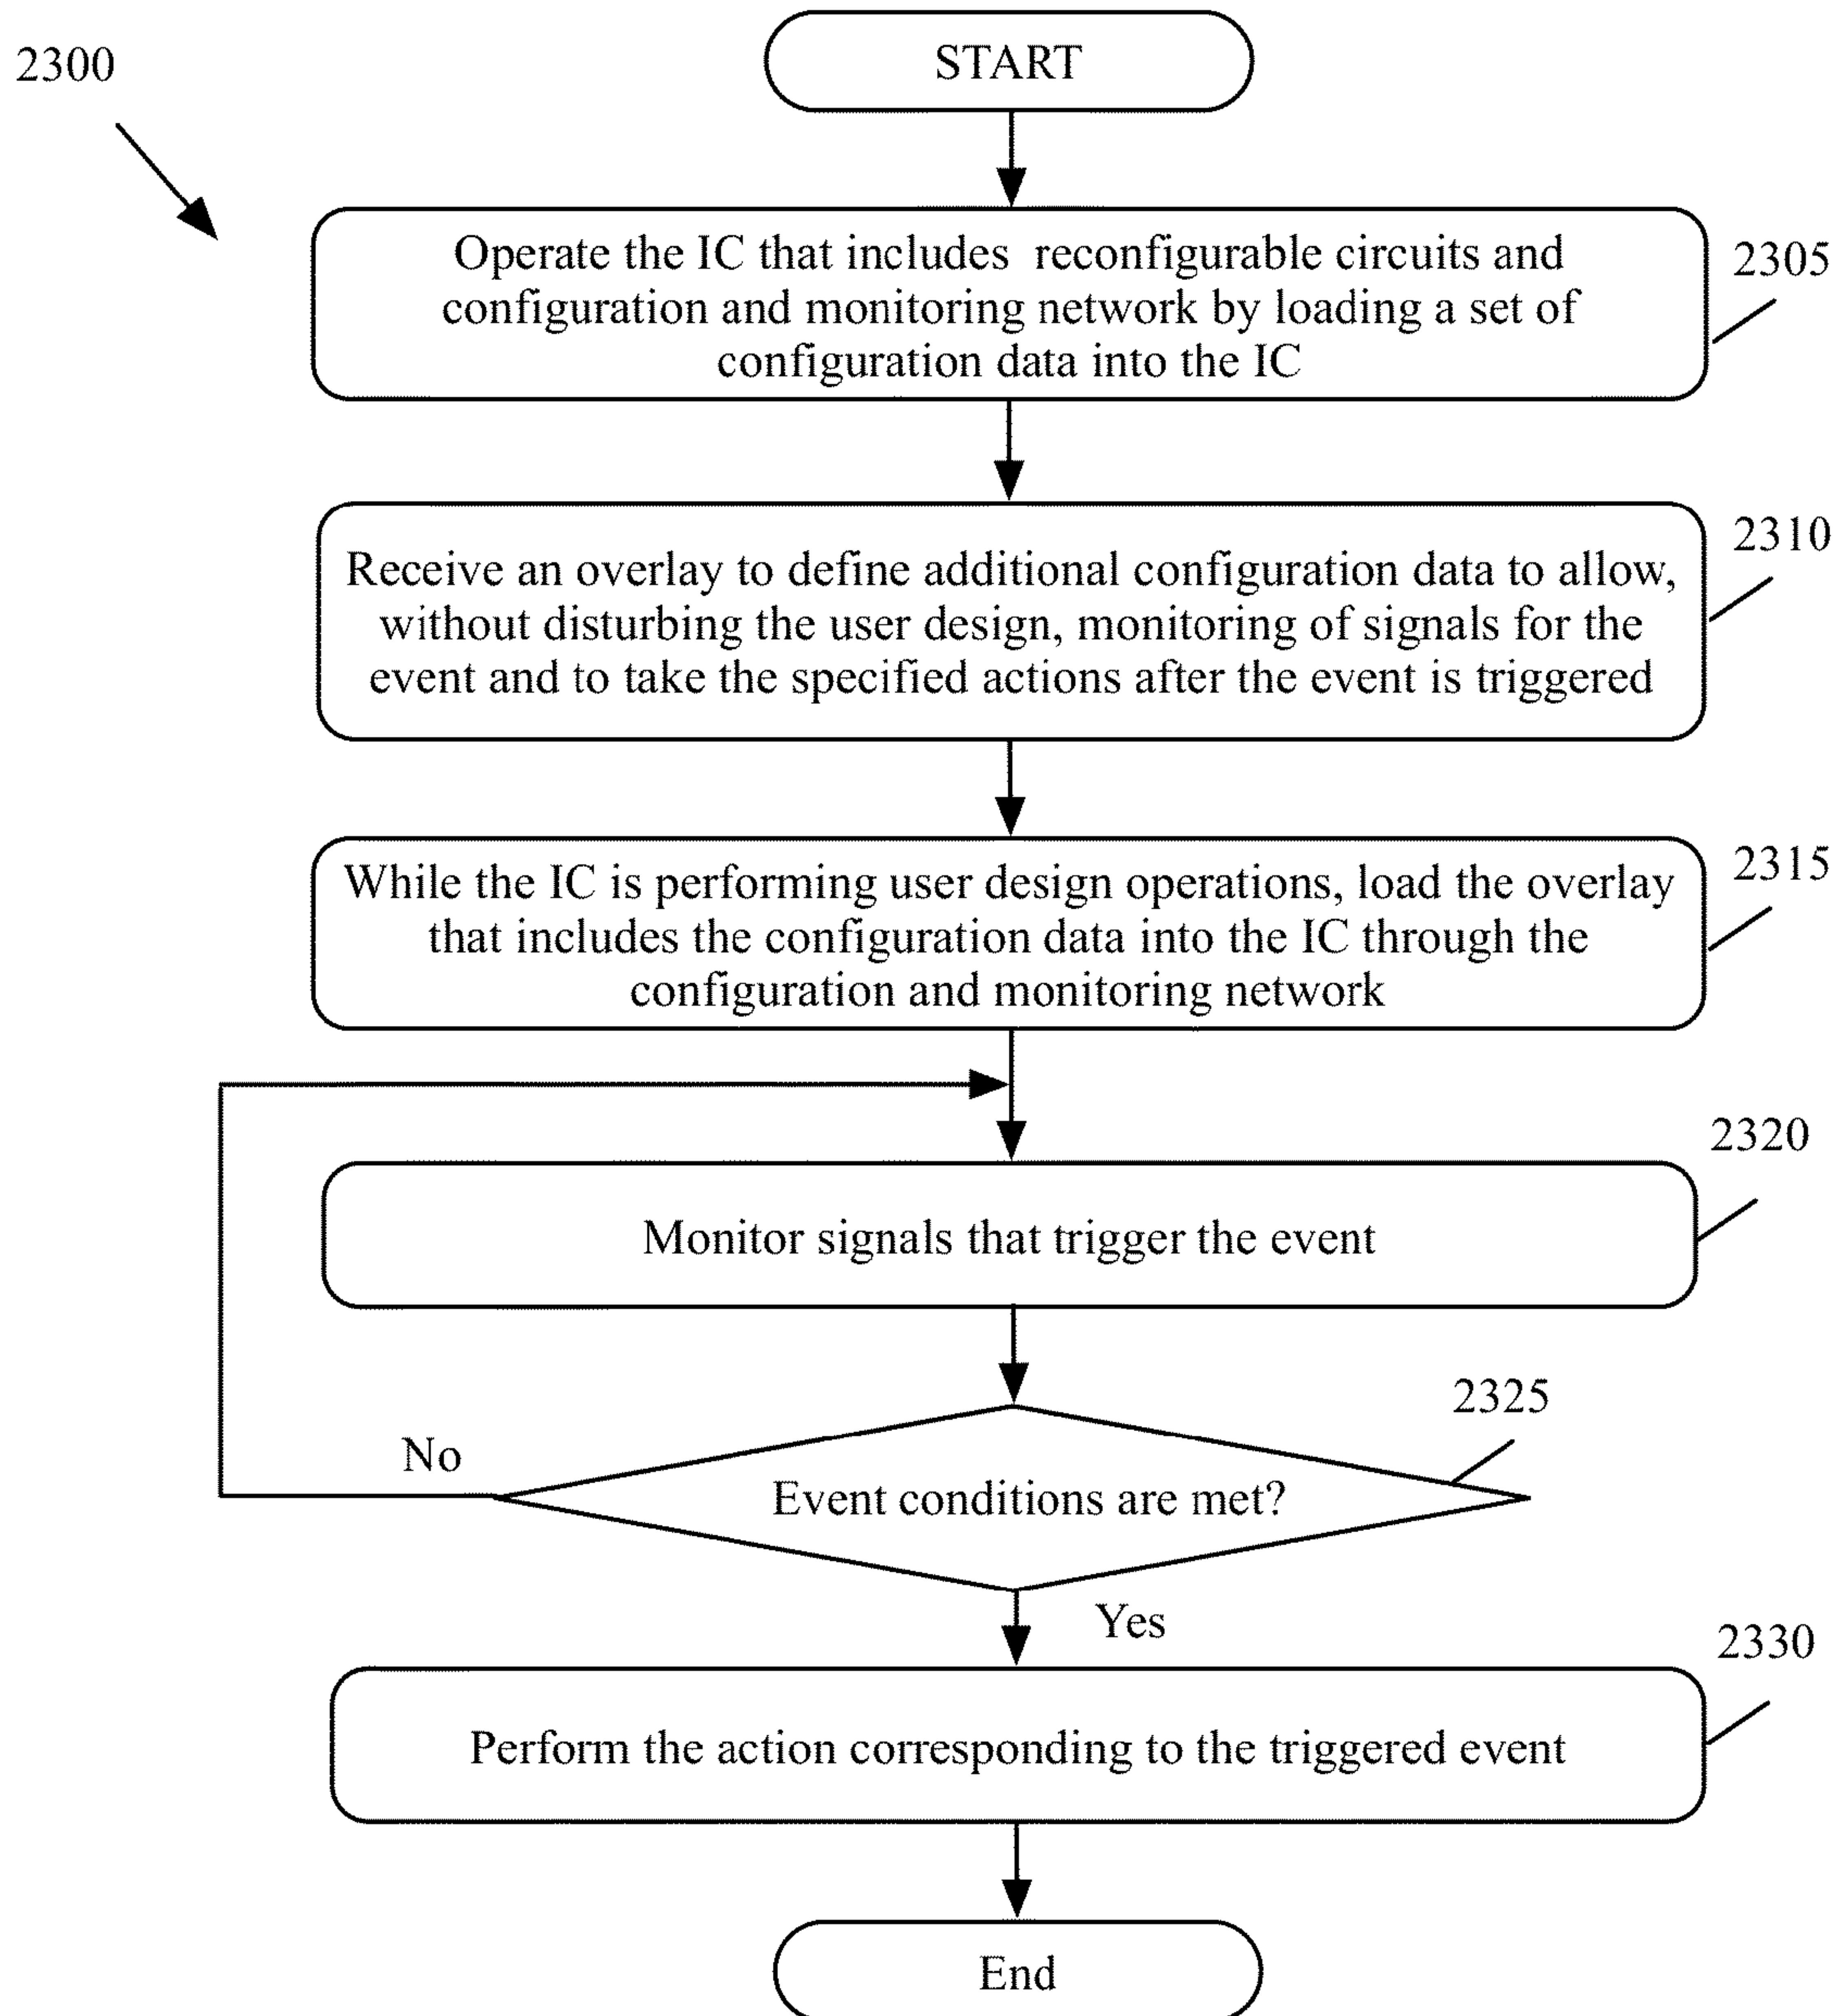 2300
START
Operate the IC that includes reconfigurable circuits and
configuration and monitoring network by loading a set of
configuration data into the IC
2305
Receive an overlay to define additional configuration data to allow,
without disturbing the user design, monitoring of signals for the
event and to take the specified actions after the event is triggered
2310
While the IC is performing user design operations, load the overlay
that includes the configuration data into the IC through the
configuration and monitoring network
2315
Monitor signals that trigger the event
2320
Event conditions are met?
2325
No
Yes
Perform the action corresponding to the triggered event
2330
End